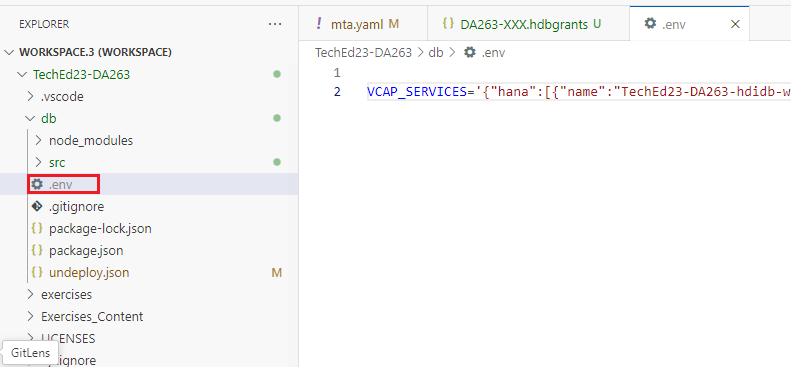 EXPLORER
WORKSPACE.3 (WORKSPACE)
TechEd23-DA263
.vscode
db
node_modules
src
.env
.gitignore
package-lock.json
package.json
undeploy.json M
exercises
Exercises_Content
LICENSES
GitLens
ignore
mta.yaml M
DA263-XXX.hdbgrants U
.env
TechEd23-DA263 > db > .env
1
2 VCAP_SERVICES='{"hana":[{"name":"TechEd23-DA263-hdidb-w